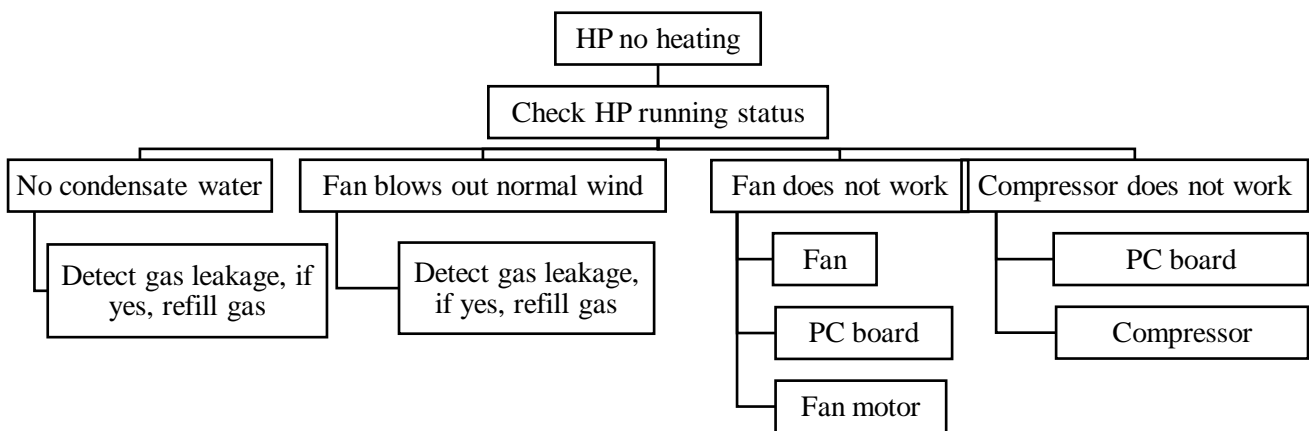 HP no heating
Check HP running status
No condensate water
Fan blows out normal wind
Fan does not work
Compressor does not work
Detect gas leakage, if
yes, refill gas
Detect gas leakage,
if yes, refill gas
Fan
PC board
Fan motor
PC board
Compressor